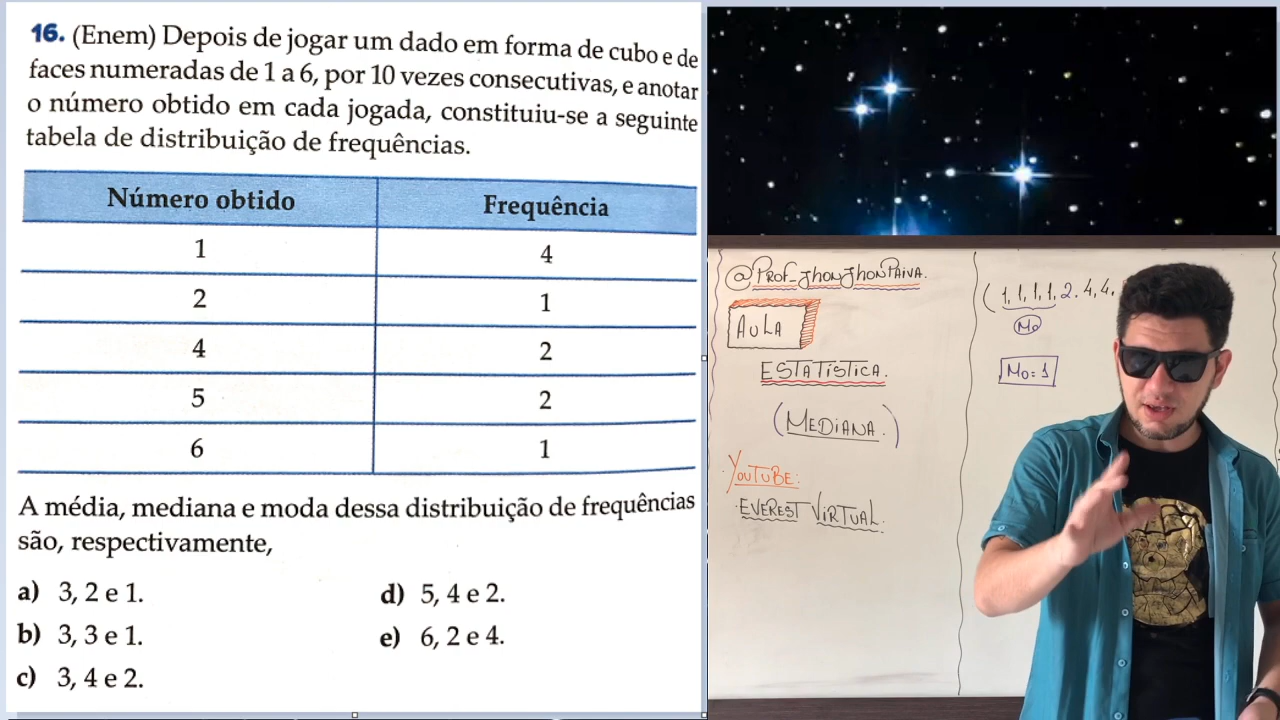 16. (Enem) Depois de jogar um dado em forma de cubo e de
faces numeradas de 1 a 6, por 10 vezes consecutivas, e anotar
o número obtido em cada jogada, constituiu-se a seguinte
tabela de distribuição de frequências.
Número obtido Frequência
1 4
2 1
4 2
5 2
6 1
A média, mediana e moda dessa distribuição de frequências
são, respectivamente,
a) 3, 2 e 1.
b) 3, 3 e 1.
c) 3, 4 e 2.
d) 5, 4 e 2.
e) 6, 2 e 4.
@Prof_JhonJhonPaiva.
AULA
ESTATÍSTICA.
(MEDIANA.)
YOUTUBE:
EVEREST VIRTUAL.
(1, 1, 1, 1, 2. 4, 4,
Mo
Mo=1